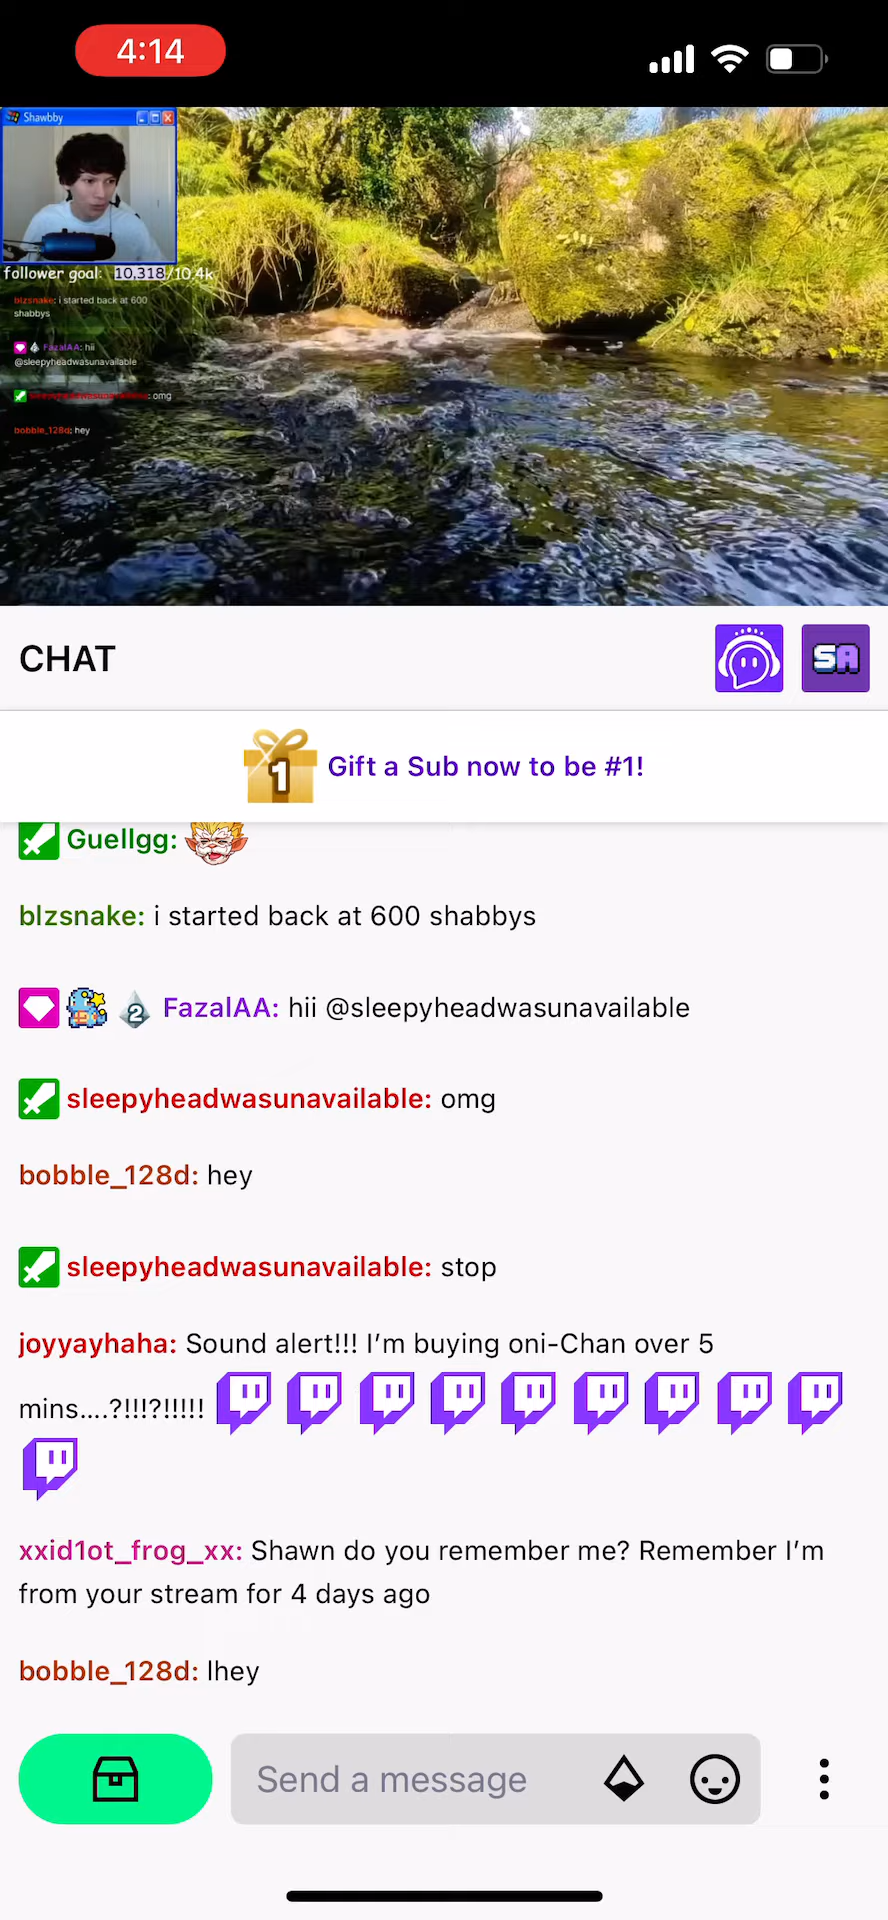 4:14
Shawbby
follower goal: 10,318/10.4k
blzsnake: i started back at 600
shabbys
FazalAA: hii
@sleepyheadwasunavailable
sleepyheadwasunavailable: omg
bobble_128d: hey
CHAT
SA
1 Gift a Sub now to be #1!
Guellgg:
blzsnake: i started back at 600 shabbys
2 FazalAA: hii @sleepyheadwasunavailable
sleepyheadwasunavailable: omg
bobble_128d: hey
sleepyheadwasunavailable: stop
joyyayhaha: Sound alert!!! I'm buying oni-Chan over 5
mins....?!!!?!!!!!
xxid1ot_frog_xx: Shawn do you remember me? Remember I'm
from your stream for 4 days ago
bobble_128d: lhey
Send a message